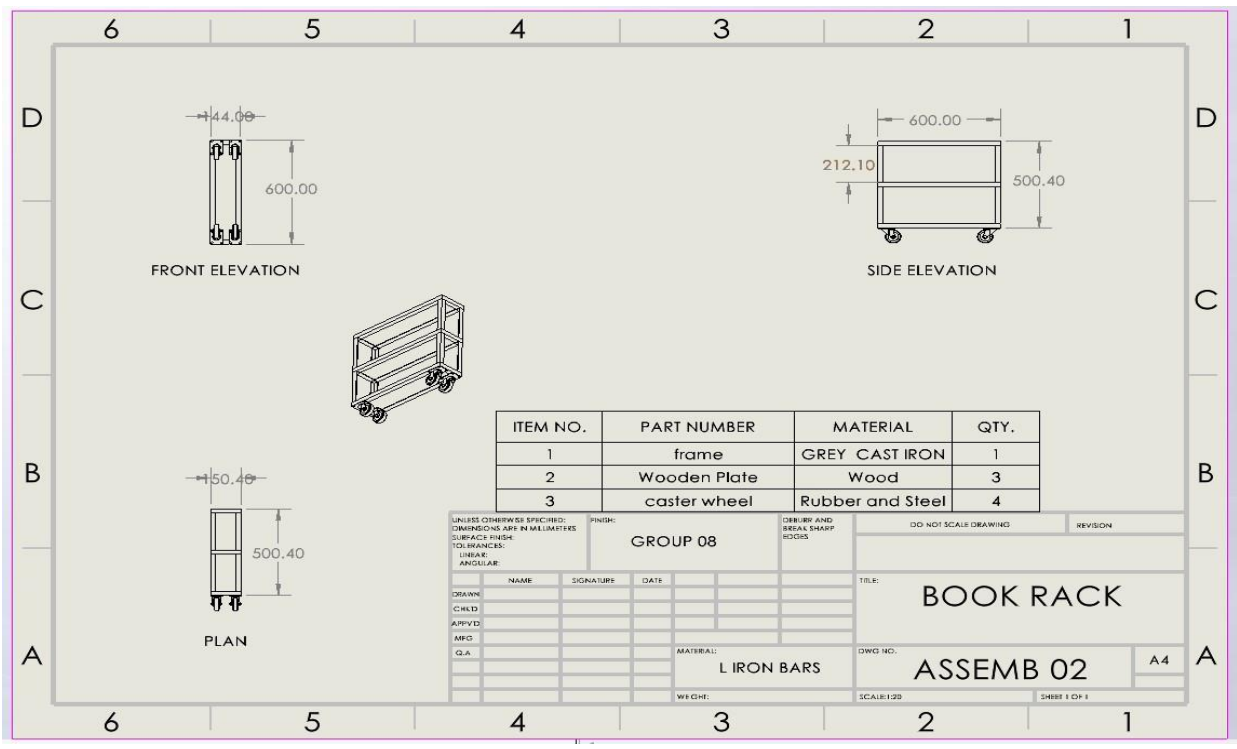 6 5 4 3 2 1
D D
144.00
600.00
FRONT ELEVATION
600.00
212.10
500.40
SIDE ELEVATION
C C
B B
150.40
500.40
PLAN
ITEM NO. PART NUMBER MATERIAL QTY.
1 frame GREY CAST IRON 1
2 Wooden Plate Wood 3
3 caster wheel Rubber and Steel 4
UNLESS OTHERWISE SPECIFIED:
DIMENSIONS ARE IN MILLIMETERS
SURFACE FINISH:
TOLERANCES:
LINEAR:
ANGULAR:
FINISH:
GROUP 08
DEBURR AND
BREAK SHARP
EDGES
DO NOT SCALE DRAWING
REVISION
NAME SIGNATURE DATE
DRAWN
CHK'D
APPV'D
MFG
Q.A
TITLE:
BOOK RACK
MATERIAL:
L IRON BARS
DWG NO.
ASSEMB 02
A4
WEIGHT:
SCALE:1:20
SHEET 1 OF 1
A A
6 5 4 3 2 1